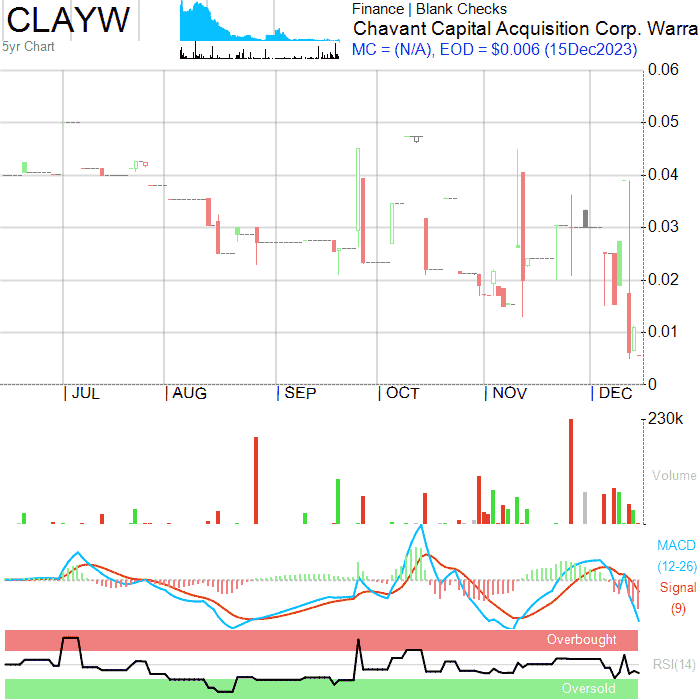 CLAYW
5yr Chart
Finance | Blank Checks
Chavant Capital Acquisition Corp. Warra
MC = (N/A), EOD = $0.006 (15Dec2023)
0.06
0.05
0.04
0.03
0.02
0.01
0
JUL AUG SEP OCT NOV DEC
230k
Volume
MACD
(12-26)
Signal
(9)
Overbought
RSI(14)
Oversold